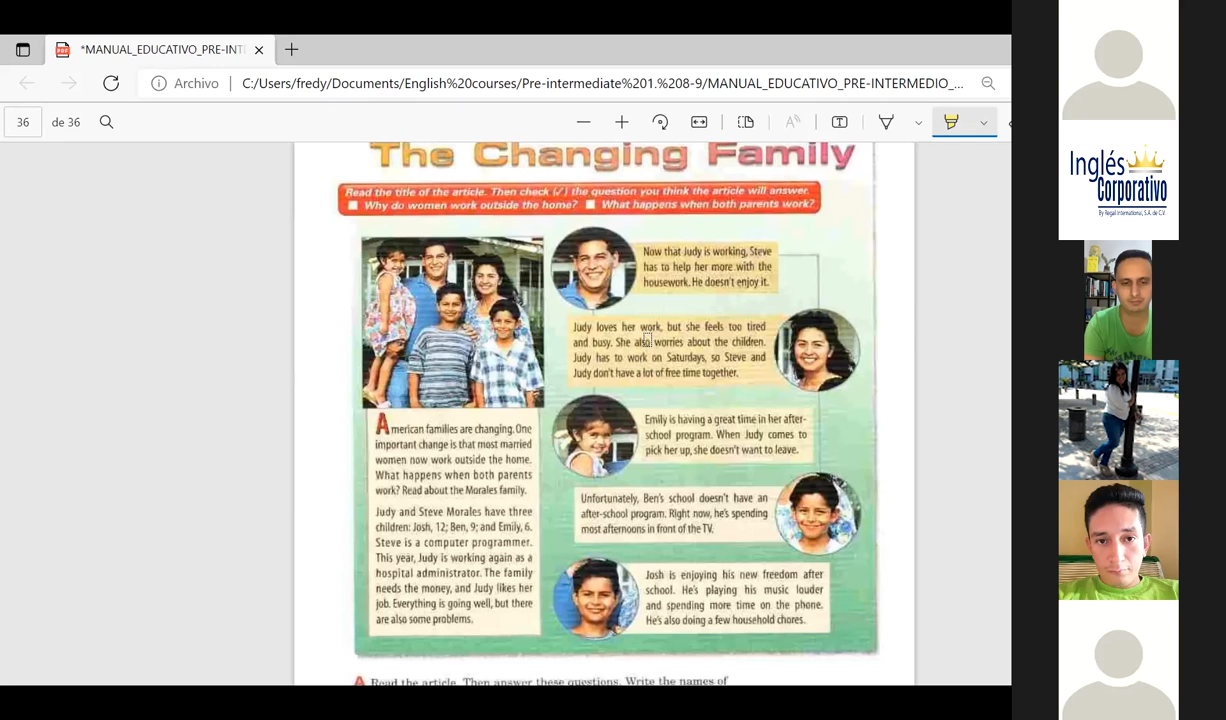 *MANUAL_EDUCATIVO_PRE-INTE
Archivo
C:/Users/fredy/Documents/English%20courses/Pre-intermediate%201.%208-9/MANUAL_EDUCATIVO_PRE-INTERMEDIO_...
36
de 36
The Changing Family
Read the title of the article. Then check (✓) the question you think the article will answer.
Why do women work outside the home?
What happens when both parents work?
Now that Judy is working, Steve
has to help her more with the
housework. He doesn't enjoy it.
Judy loves her work, but she feels too tired
and busy. She also worries about the children.
Judy has to work on Saturdays, so Steve and
Judy don't have a lot of free time together.
Emily is having a great time in her after-
school program. When Judy comes to
pick her up, she doesn't want to leave.
Unfortunately, Ben's school doesn't have an
after-school program. Right now, he's spending
most afternoons in front of the TV.
Josh is enjoying his new freedom after
school. He's playing his music louder
and spending more time on the phone.
He's also doing a few household chores.
American families are changing. One
important change is that most married
women now work outside the home.
What happens when both parents
work? Read about the Morales family.
Judy and Steve Morales have three
children: Josh, 12; Ben, 9; and Emily, 6.
Steve is a computer programmer.
This year, Judy is working again as a
hospital administrator. The family
needs the money, and Judy likes her
job. Everything is going well, but there
are also some problems.
A Read the article. Then answer these questions. Write the names of
Inglés
Corporativo
By Regal International, S.A. de C.V.